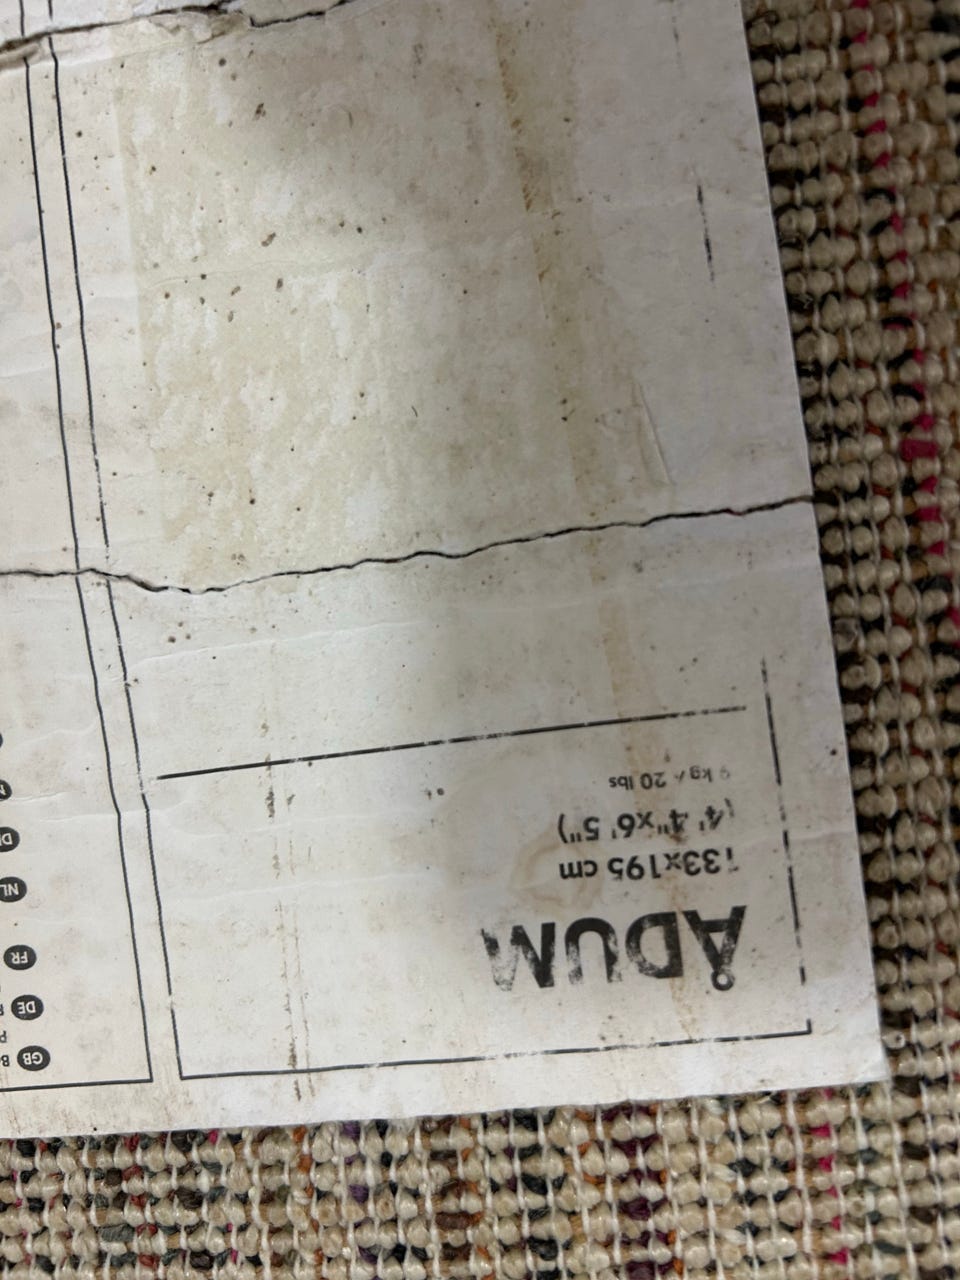 ÅDUM
133x195 cm
(4' 4"x6' 5")
9 kg / 20 lbs
GB
DE
FR
NL